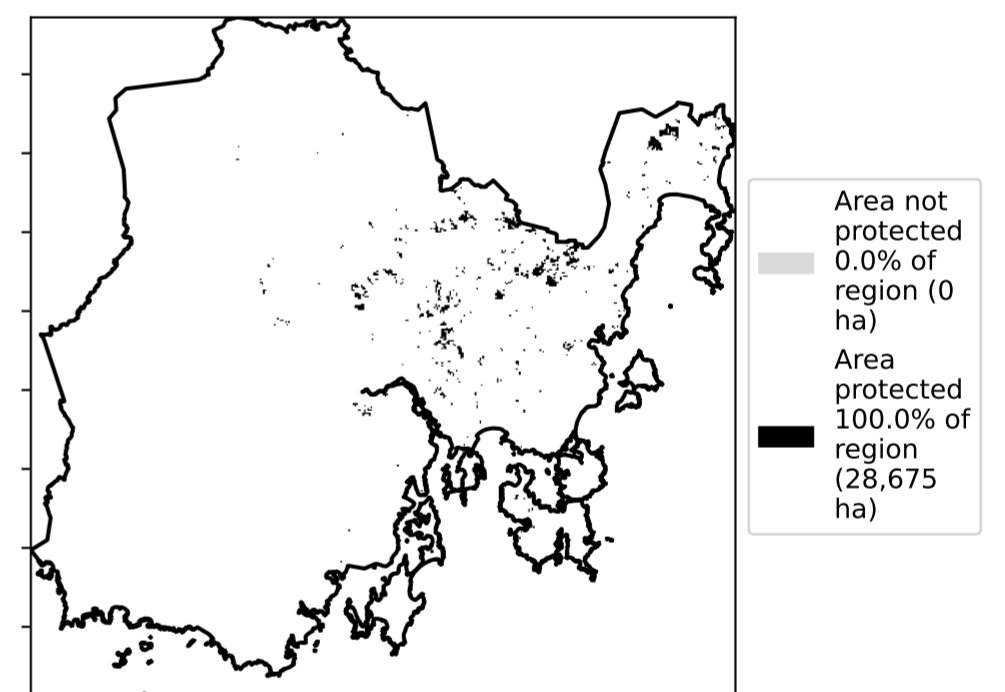 Area not
protected
0.0% of
region (0
ha)
Area
protected
100.0% of
region
(28,675
ha)